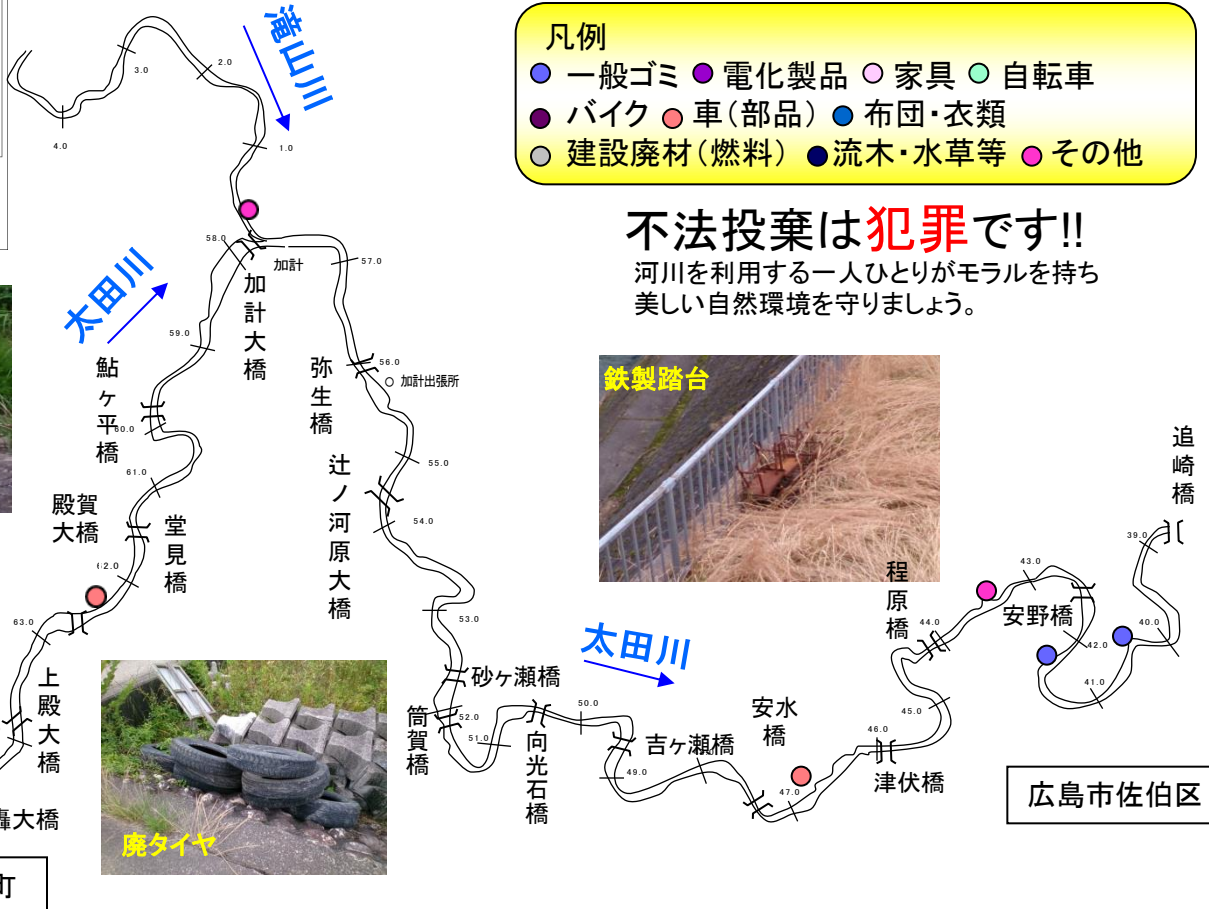 凡例
一般ゴミ 電化製品 家具 自転車
バイク 車(部品) 布団・衣類
建設廃材(燃料) 流木・水草等 その他
不法投棄は犯罪です!!
河川を利用する一人ひとりがモラルを持ち
美しい自然環境を守りましょう。
滝山川
4.0
3.0
2.0
1.0
太田川
58.0
加計
加計大橋
57.0
59.0
鮎ヶ平橋
60.0
弥生橋
56.0
加計出張所
61.0
55.0
辻ノ河原大橋
殿賀
大橋
堂見橋
54.0
62.0
63.0
53.0
上殿大橋
砂ヶ瀬橋
筒賀橋
52.0
51.0
向光石橋
50.0
太田川
吉ヶ瀬橋
49.0
安水
橋
47.0
46.0
津伏橋
45.0
程原橋
44.0
43.0
安野橋
42.0
41.0
40.0
39.0
追崎橋
鉄製踏台
廃タイヤ
轟大橋
町
広島市佐伯区